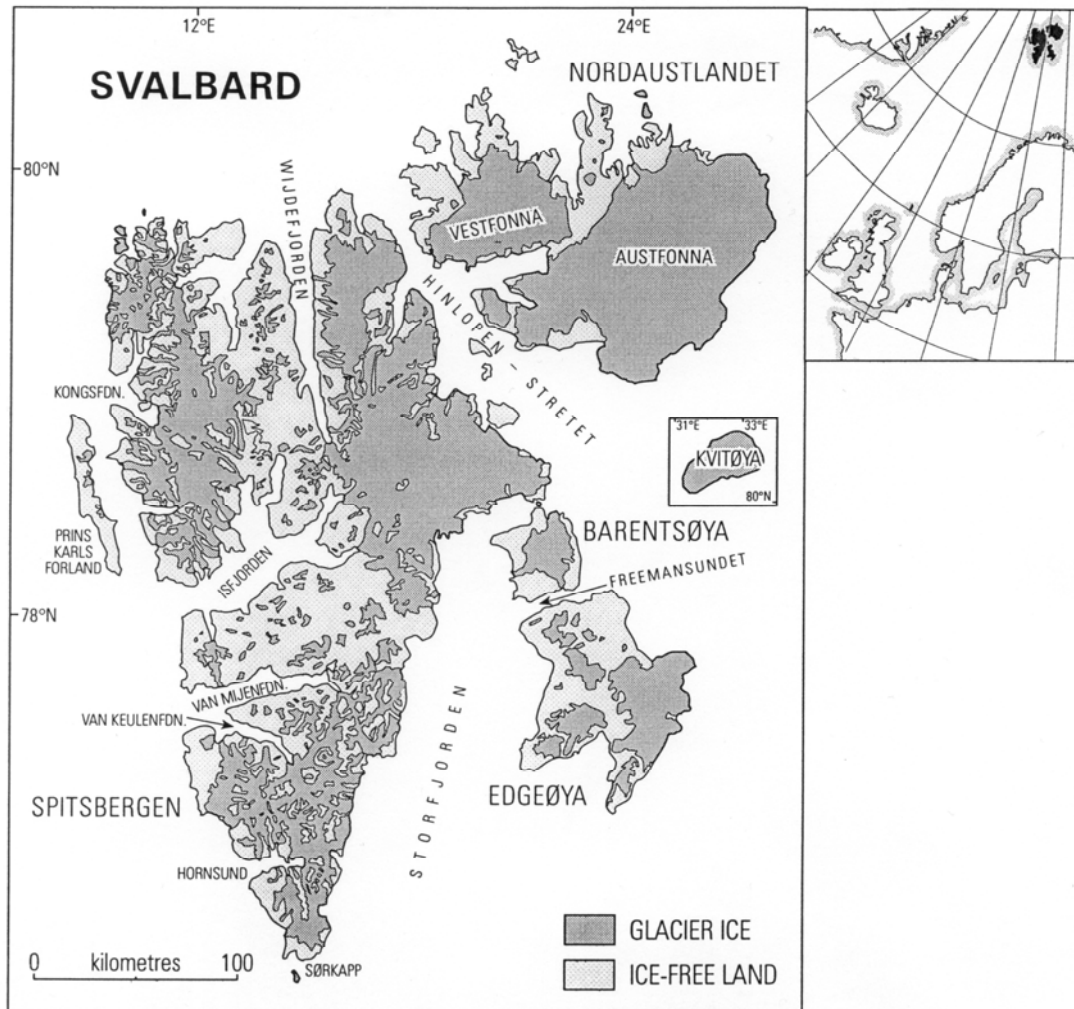 12°E
24°E
SVALBARD
NORDAUSTLANDET
80°N
WIJDEFJORDEN
VESTFONNA
AUSTFONNA
HINLOPEN - STRETET
KONGSFDN.
31°E
33°E
KVITØYA
80°N
PRINS
KARLS
FORLAND
BARENTSØYA
ISFJORDEN
FREEMANSUNDET
78°N
VAN MIJENFDN.
VAN KEULENFDN.
STORFJORDEN
SPITSBERGEN
EDGEØYA
HORNSUND
GLACIER ICE
0 kilometres 100
SØRKAPP
ICE-FREE LAND